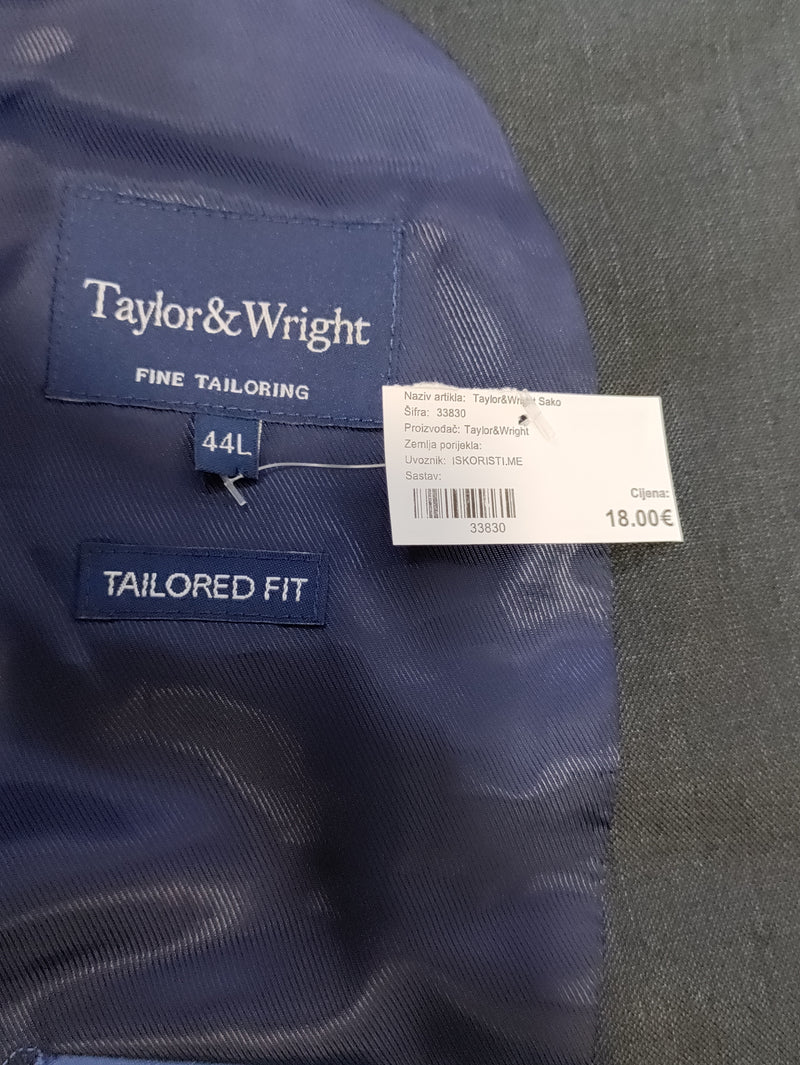 Taylor&Wright
FINE TAILORING
44L
TAILORED FIT
Naziv artikla: Taylor&Wright Sako
Šifra: 33830
Proizvođač: Taylor&Wright
Zemlja porijekla:
Uvoznik: ISKORISTI.ME
Sastav:
33830
Cijena:
18.00€